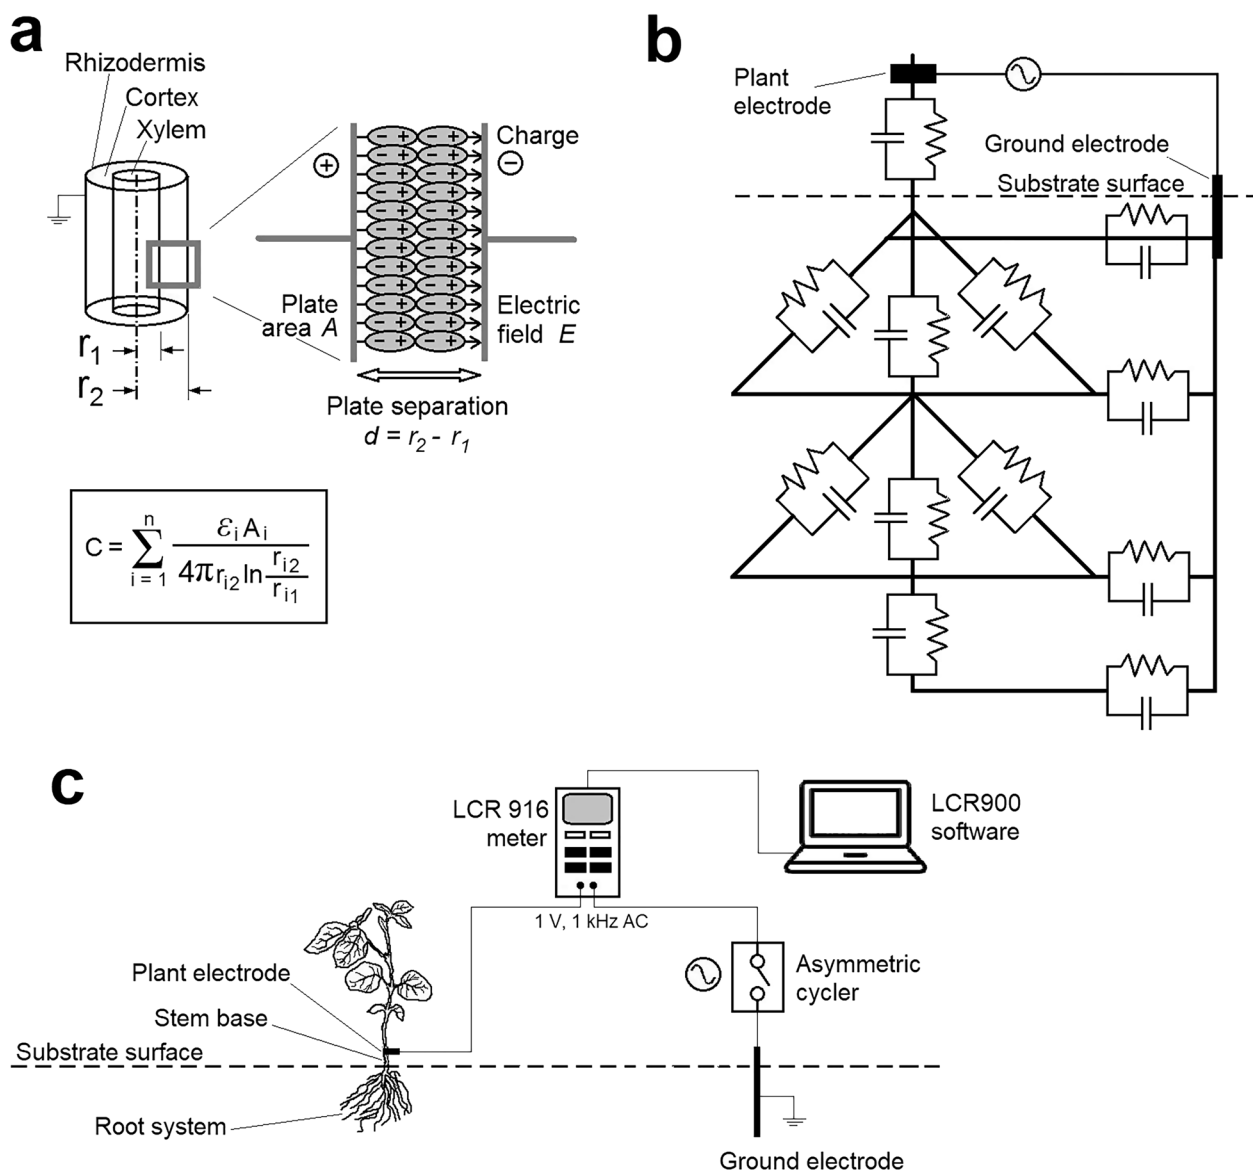 a
Rhizodermis
Cortex
Xylem
r1
r2
+
Charge
−
Plate
area A
Electric
field E
Plate separation
d = r2 - r1
C = n ∑ i = 1 εi Ai / 4πri2 ln ri2 / ri1
b
Plant
electrode
Ground electrode
Substrate surface
c
LCR 916
meter
LCR900
software
1 V, 1 kHz AC
Asymmetric
cycler
Plant electrode
Stem base
Substrate surface
Root system
Ground electrode